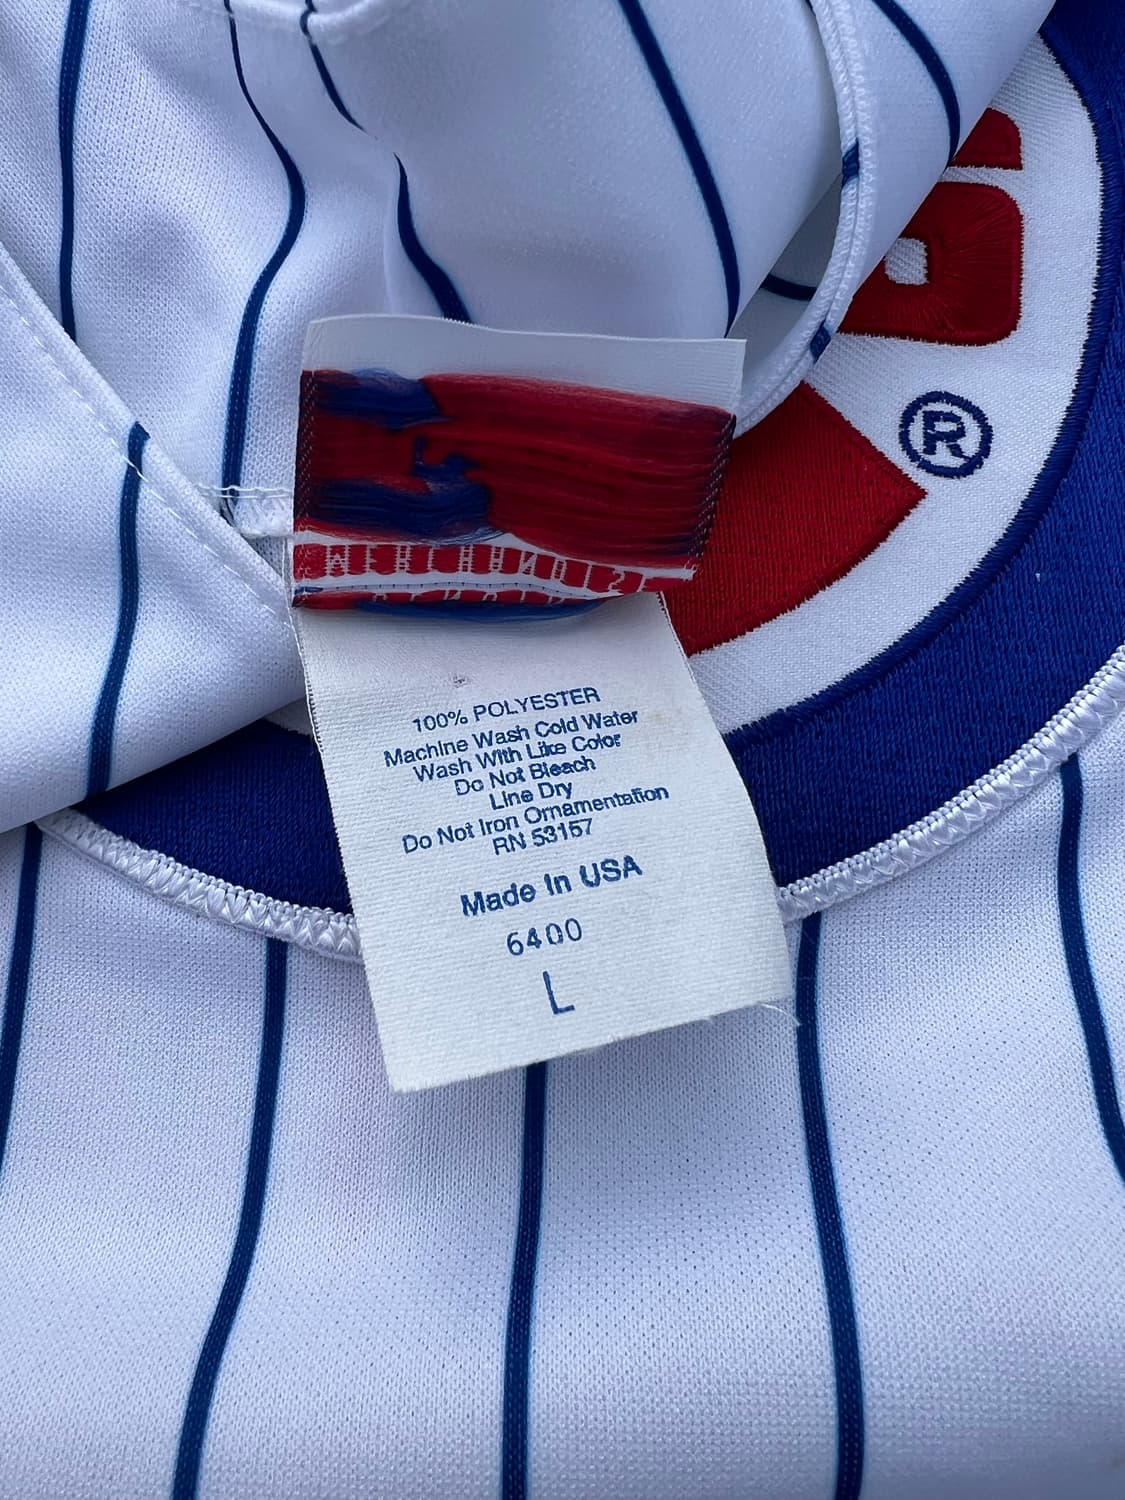 ®
100% POLYESTER
Machine Wash Cold Water
Wash With Like Color
Do Not Bleach
Line Dry
Do Not Iron Ornamentation
RN 53157
Made In USA
6400
L